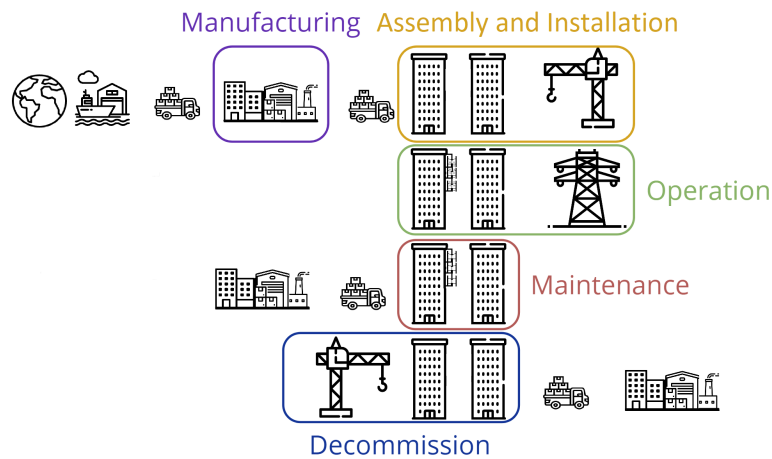 Manufacturing
Assembly and Installation
Operation
Maintenance
Decommission